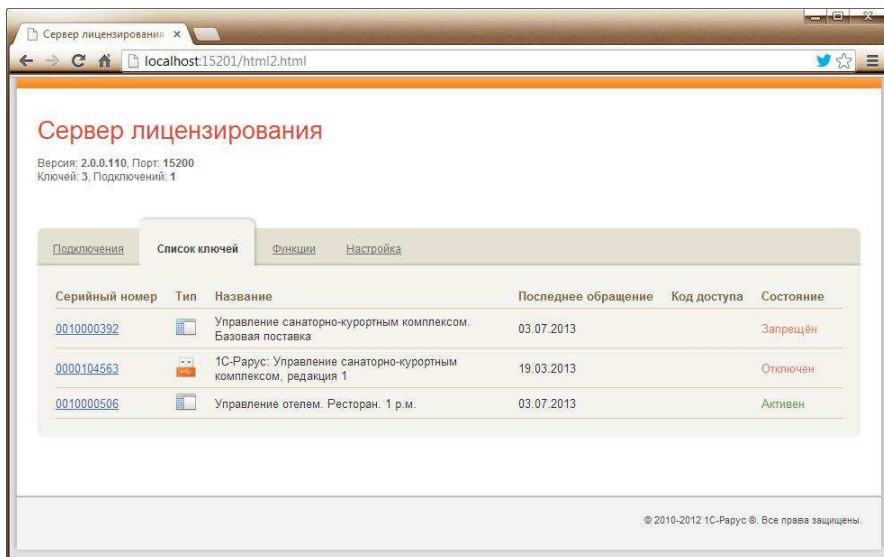 Сервер лицензирования
localhost:15201/html2.html
Сервер лицензирования
Версия: 2.0.0.110, Порт: 15200
Ключей: 3, Подключений: 1
Подключения Список ключей Функции Настройка
Серийный номер Тип Название Последнее обращение Код доступа Состояние
0010000392 Управление санаторно-курортным комплексом. Базовая поставка 03.07.2013 Запрещён
0000104563 1С-Рарус: Управление санаторно-курортным комплексом, редакция 1 19.03.2013 Отключен
0010000506 Управление отелем. Ресторан. 1 р.м. 03.07.2013 Активен
© 2010-2012 1С-Рарус ®. Все права защищены.